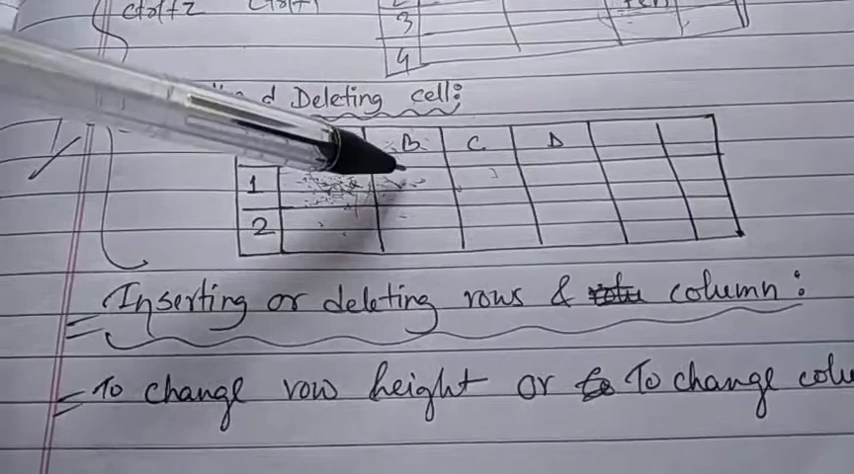 Ctrl+Z
3
4
d Deleting cell:
B C D
1
2
Inserting or deleting rows & column:
To change row height or To change colu